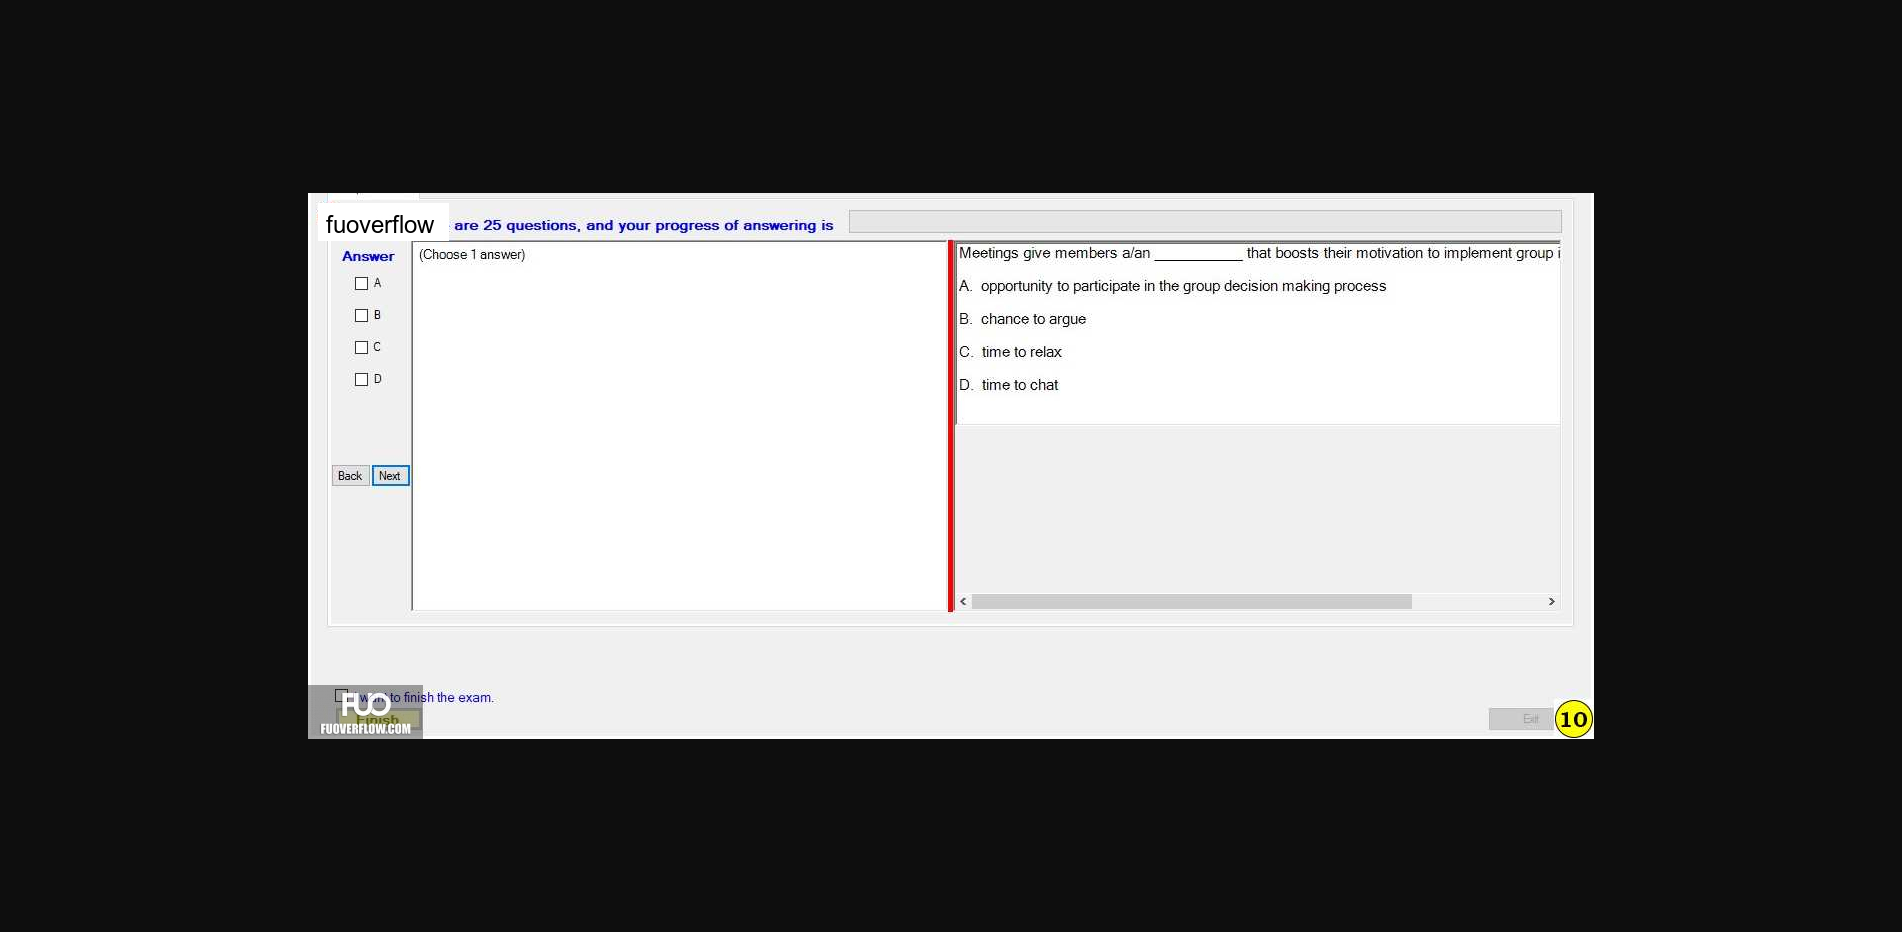 fuoverflow are 25 questions, and your progress of answering is
Answer
(Choose 1 answer)
A
B
C
D
Back Next
Meetings give members a/an ___________ that boosts their motivation to implement group
A. opportunity to participate in the group decision making process
B. chance to argue
C. time to relax
D. time to chat
want to finish the exam.
Finish
FUO
FUOVERFLOW.COM
Exit
10